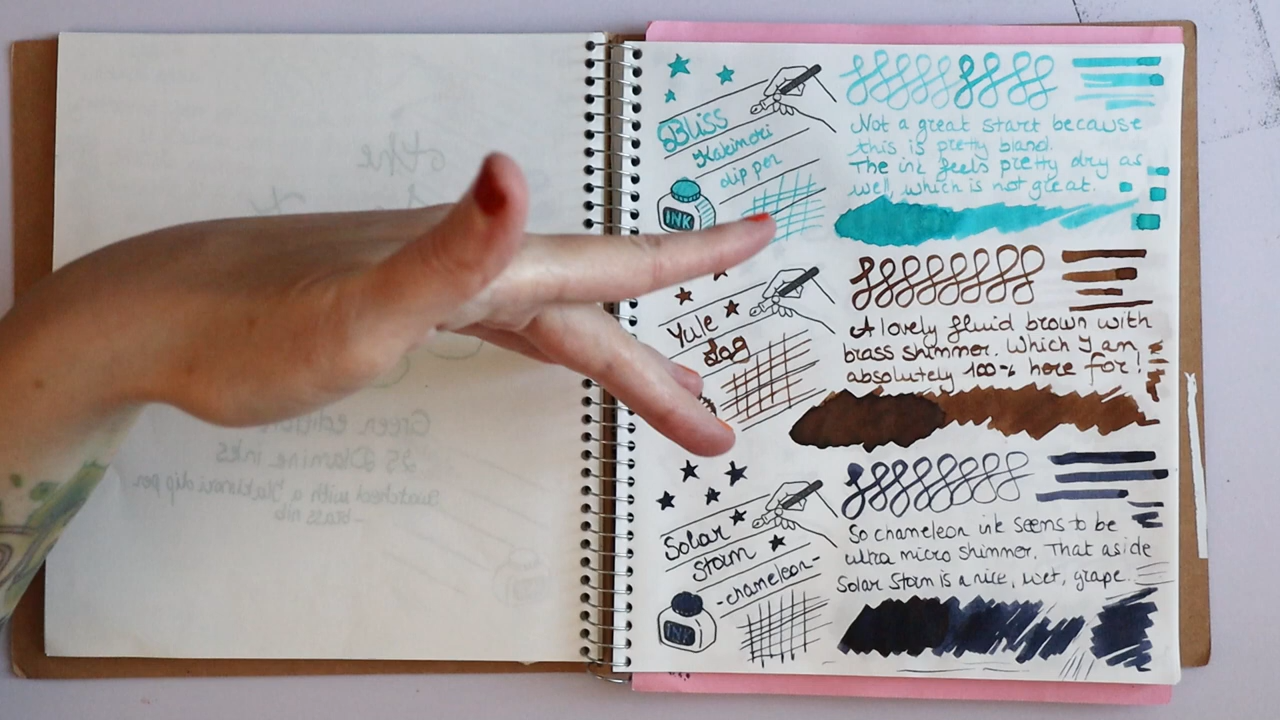 the
Green edition
25 Diamine inks
swatched with a Kakimori dip pen
-brass nib
Bliss
Kakimori
dip pen
INK
Not a great start because
this is pretty bland.
The ink feels pretty dry as
well, which is not great.
Yule
Log
A lovely fluid brown with
brass shimmer. Which I am
absolutely 100% here for!
Solar
Storm
-chameleon-
INK
So chameleon ink seems to be
ultra micro shimmer. That aside
Solar Storm is a nice, wet, grape.